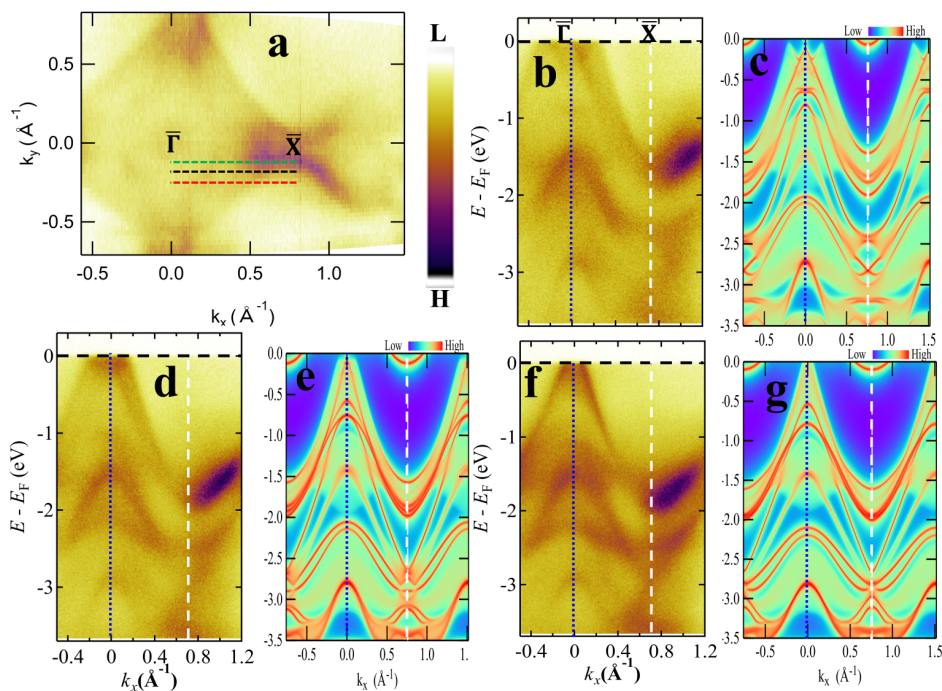 a
L
H
0.5
0.0
-0.5
k_y (Å⁻¹)
Γ̅
X̅
-0.5
0.0
0.5
1.0
k_x (Å⁻¹)
b
Γ̅
X̅
0
-1
-2
-3
E - E_F (eV)
c
Low High
0.0
-0.5
-1.0
-1.5
-2.0
-2.5
-3.0
-3.5
-0.5
0.0
0.5
1.0
1.5
d
0
-1
-2
-3
E - E_F (eV)
-0.4
0
0.4
0.8
1.2
k_x(Å⁻¹)
e
Low High
0.0
-0.5
-1.0
-1.5
-2.0
-2.5
-3.0
-3.5
-0.5
0.0
0.5
1.0
1.
k_x (Å⁻¹)
f
0
-1
-2
-3
E - E_F (eV)
-0.4
0
0.4
0.8
1.2
k_x(Å⁻¹)
g
Low High
0.0
-0.5
-1.0
-1.5
-2.0
-2.5
-3.0
-3.5
-0.5
0.0
0.5
1.0
1.5
k_x (Å⁻¹)